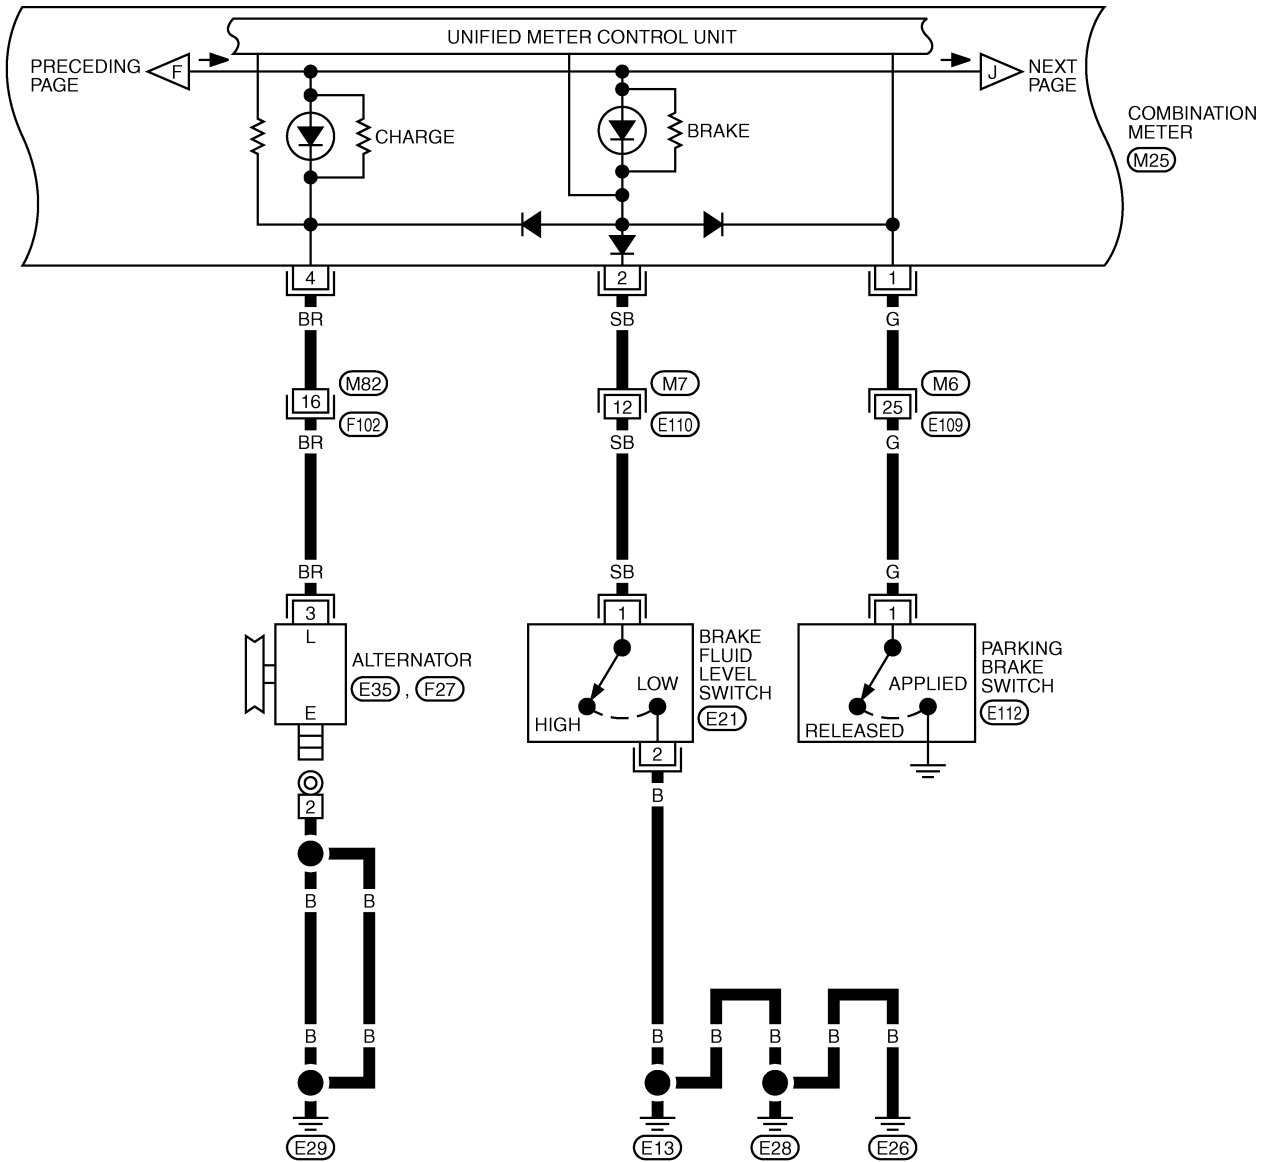 UNIFIED METER CONTROL UNIT
PRECEDING
PAGE
F
J
NEXT
PAGE
CHARGE
BRAKE
COMBINATION
METER
M25
4
2
1
BR
SB
G
M82
M7
M6
16
12
25
F102
E110
E109
BR
SB
G
BR
SB
G
3
1
1
L
E
ALTERNATOR
E35 , F27
BRAKE
FLUID
LEVEL
SWITCH
E21
LOW
HIGH
PARKING
BRAKE
SWITCH
E112
APPLIED
RELEASED
2
2
B
B
B
B
B
B
B
B
B
B
E29
E13
E28
E26